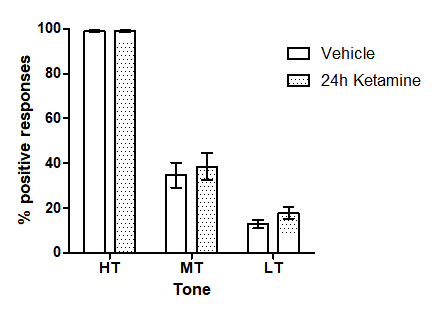 100
80
60
40
20
0
% positive responses
HT MT LT
Tone
Vehicle
24h Ketamine